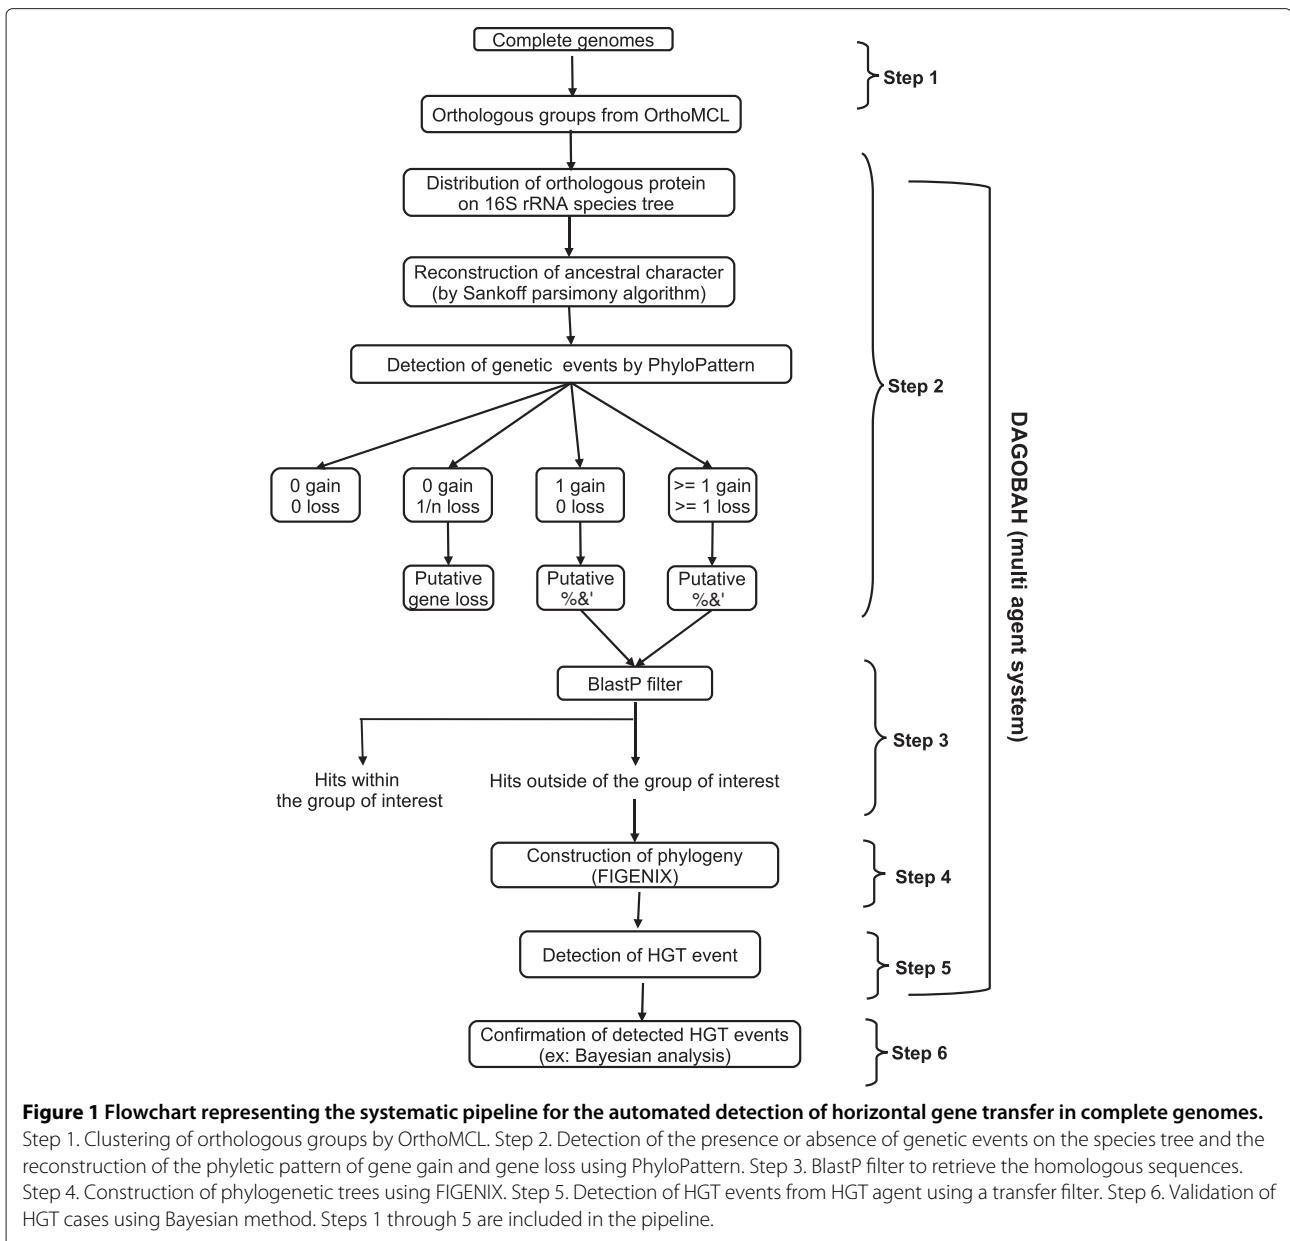 Complete genomes
Step 1
Orthologous groups from OrthoMCL
Distribution of orthologous protein
on 16S rRNA species tree
Reconstruction of ancestral character
(by Sankoff parsimony algorithm)
Detection of genetic events by PhyloPattern
Step 2
0 gain
0 loss
0 gain
1/n loss
1 gain
0 loss
>= 1 gain
>= 1 loss
Putative
gene loss
Putative
%&'
Putative
%&'
DAGOBAH (multi agent system)
BlastP filter
Step 3
Hits within
the group of interest
Hits outside of the group of interest
Construction of phylogeny
(FIGENIX)
Step 4
Detection of HGT event
Step 5
Confirmation of detected HGT events
(ex: Bayesian analysis)
Step 6
Figure 1 Flowchart representing the systematic pipeline for the automated detection of horizontal gene transfer in complete genomes.
Step 1. Clustering of orthologous groups by OrthoMCL. Step 2. Detection of the presence or absence of genetic events on the species tree and the
reconstruction of the phyletic pattern of gene gain and gene loss using PhyloPattern. Step 3. BlastP filter to retrieve the homologous sequences.
Step 4. Construction of phylogenetic trees using FIGENIX. Step 5. Detection of HGT events from HGT agent using a transfer filter. Step 6. Validation of
HGT cases using Bayesian method. Steps 1 through 5 are included in the pipeline.